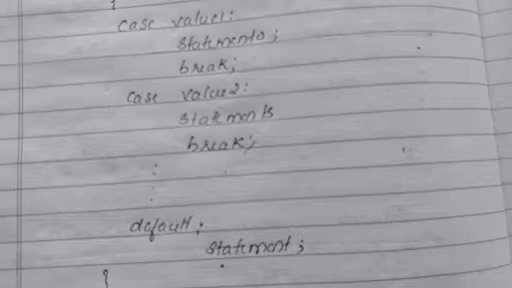 {
case value1:
statements;
break;
case value2:
statements
break;
:
:
default:
statement;
}